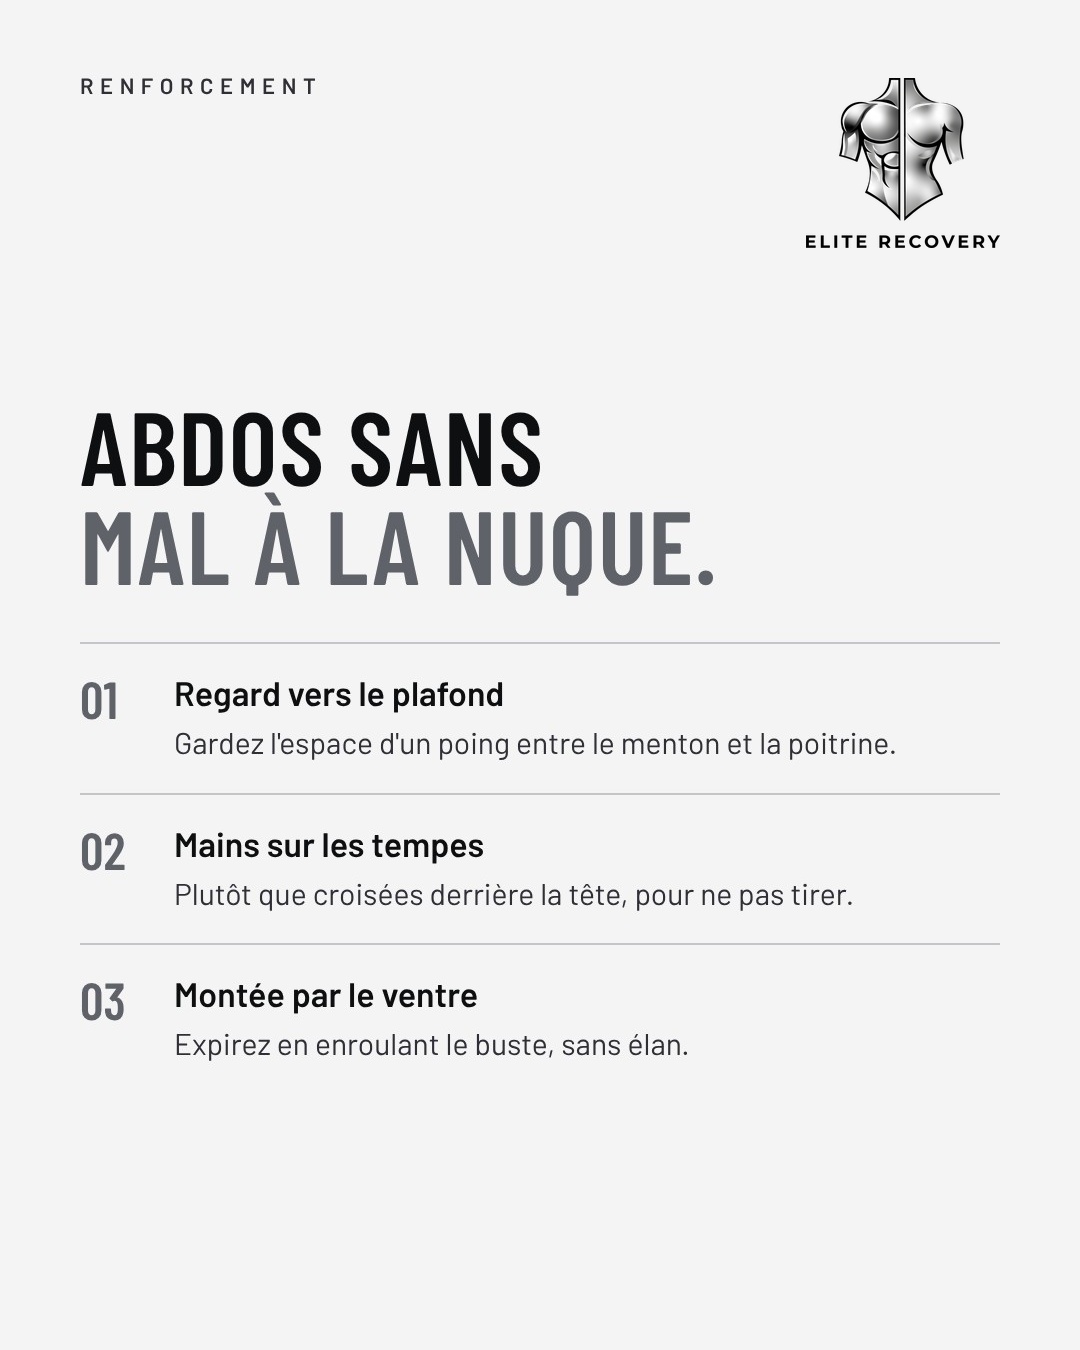 RENFORCEMENT
ELITE RECOVERY
ABDOS SANS
MAL À LA NUQUE.
01
Regard vers le plafond
Gardez l'espace d'un poing entre le menton et la poitrine.
02
Mains sur les tempes
Plutôt que croisées derrière la tête, pour ne pas tirer.
03
Montée par le ventre
Expirez en enroulant le buste, sans élan.